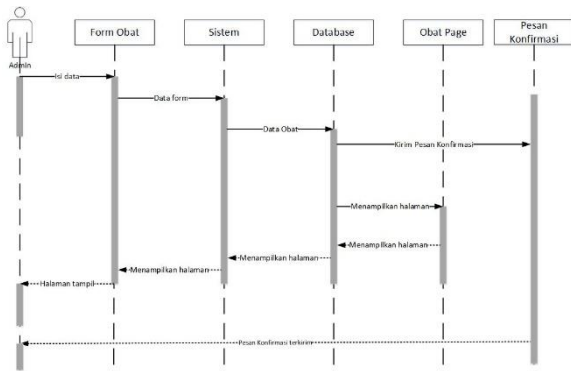 Form Obat
Sistem
Database
Obat Page
Pesan
Konfirmasi
Admin
Isi data
Data form
Data Obat
Kirim Pesan Konfirmasi
Menampilkan halaman
Menampilkan halaman
Menampilkan halaman
Menampilkan halaman
Halaman tampil
Pesan Konfirmasi terkirim